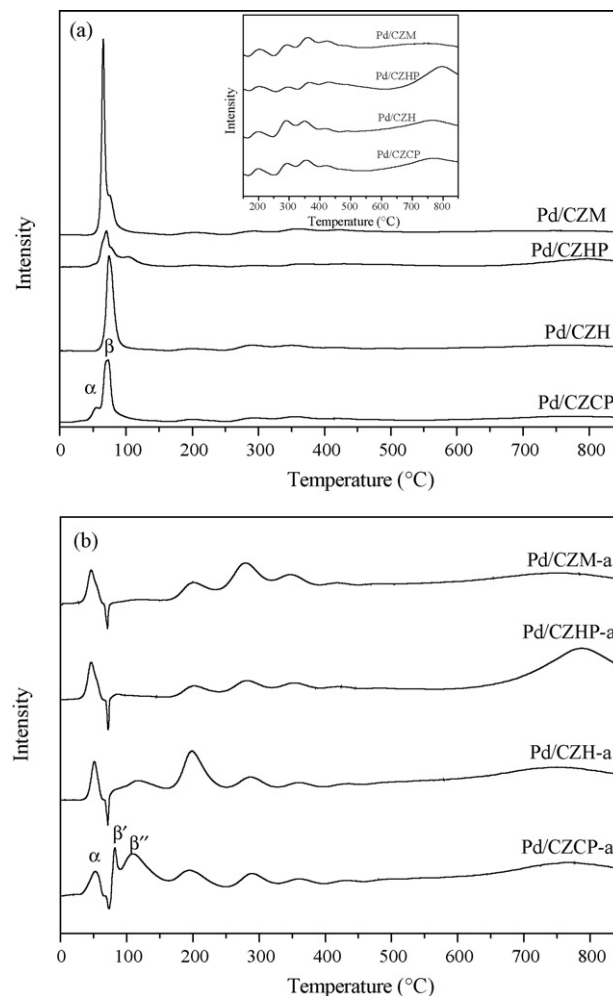 (a)
Pd/CZM
Pd/CZHP
Pd/CZH
Pd/CZCP
Intensity
150 200 300 400 500 600 700 800
Temperature (°C)
Pd/CZM
Pd/CZHP
Pd/CZH
Pd/CZCP
α
β
Intensity
0 100 200 300 400 500 600 700 800
Temperature (°C)
(b)
Pd/CZM-a
Pd/CZHP-a
Pd/CZH-a
Pd/CZCP-a
α
β′
β″
Intensity
0 100 200 300 400 500 600 700 800
Temperature (°C)